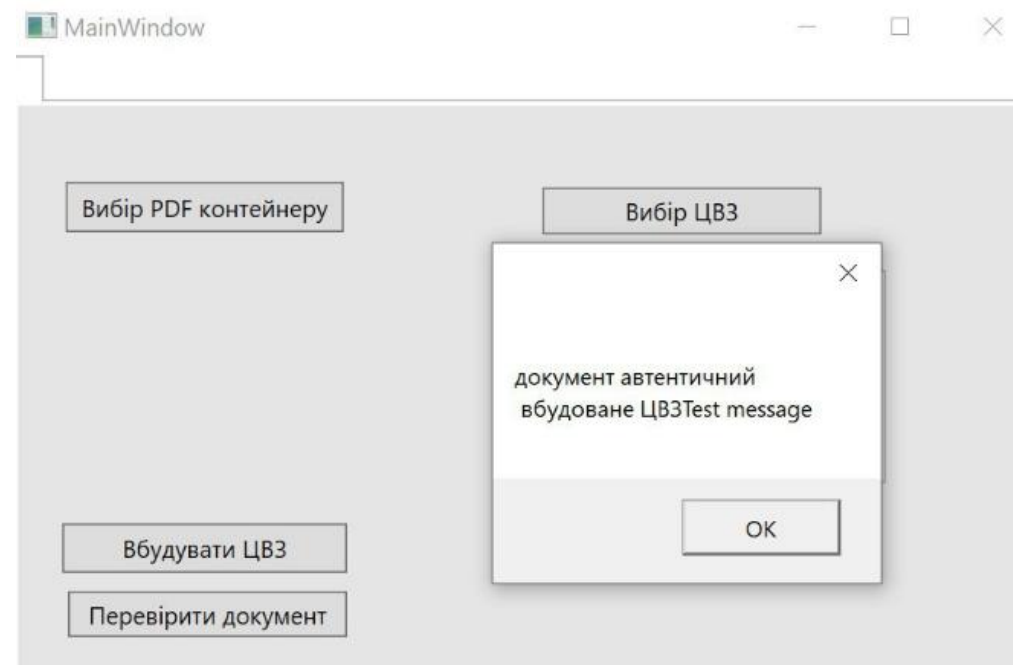 MainWindow
Вибір PDF контейнеру
Вибір ЦВЗ
документ автентичний
вбудоване ЦВЗTest message
OK
Вбудувати ЦВЗ
Перевірити документ